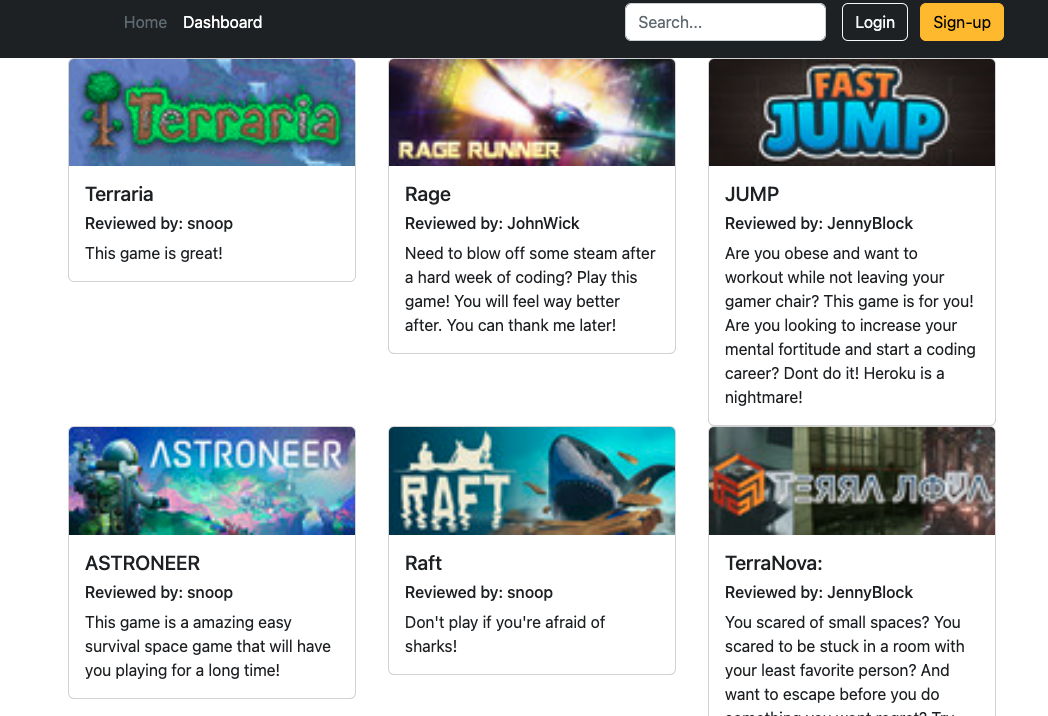 Home Dashboard Search... Login Sign-up
Terraria
Terraria
Reviewed by: snoop
This game is great!
RAGE RUNNER
Rage
Reviewed by: JohnWick
Need to blow off some steam after
a hard week of coding? Play this
game! You will feel way better
after. You can thank me later!
FAST
JUMP
JUMP
Reviewed by: JennyBlock
Are you obese and want to
workout while not leaving your
gamer chair? This game is for you!
Are you looking to increase your
mental fortitude and start a coding
career? Dont do it! Heroku is a
nightmare!
ASTRONEER
ASTRONEER
Reviewed by: snoop
This game is a amazing easy
survival space game that will have
you playing for a long time!
RAFT
Raft
Reviewed by: snoop
Don't play if you're afraid of
sharks!
TEЯЯA ЛФVA
TerraNova:
Reviewed by: JennyBlock
You scared of small spaces? You
scared to be stuck in a room with
your least favorite person? And
want to escape before you do
something you want regret? Try